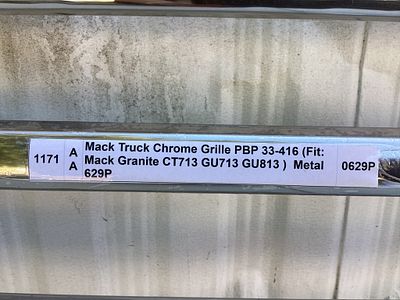 1171 A A Mack Truck Chrome Grille PBP 33-416 (Fit:
Mack Granite CT713 GU713 GU813 ) Metal 0629P
629P